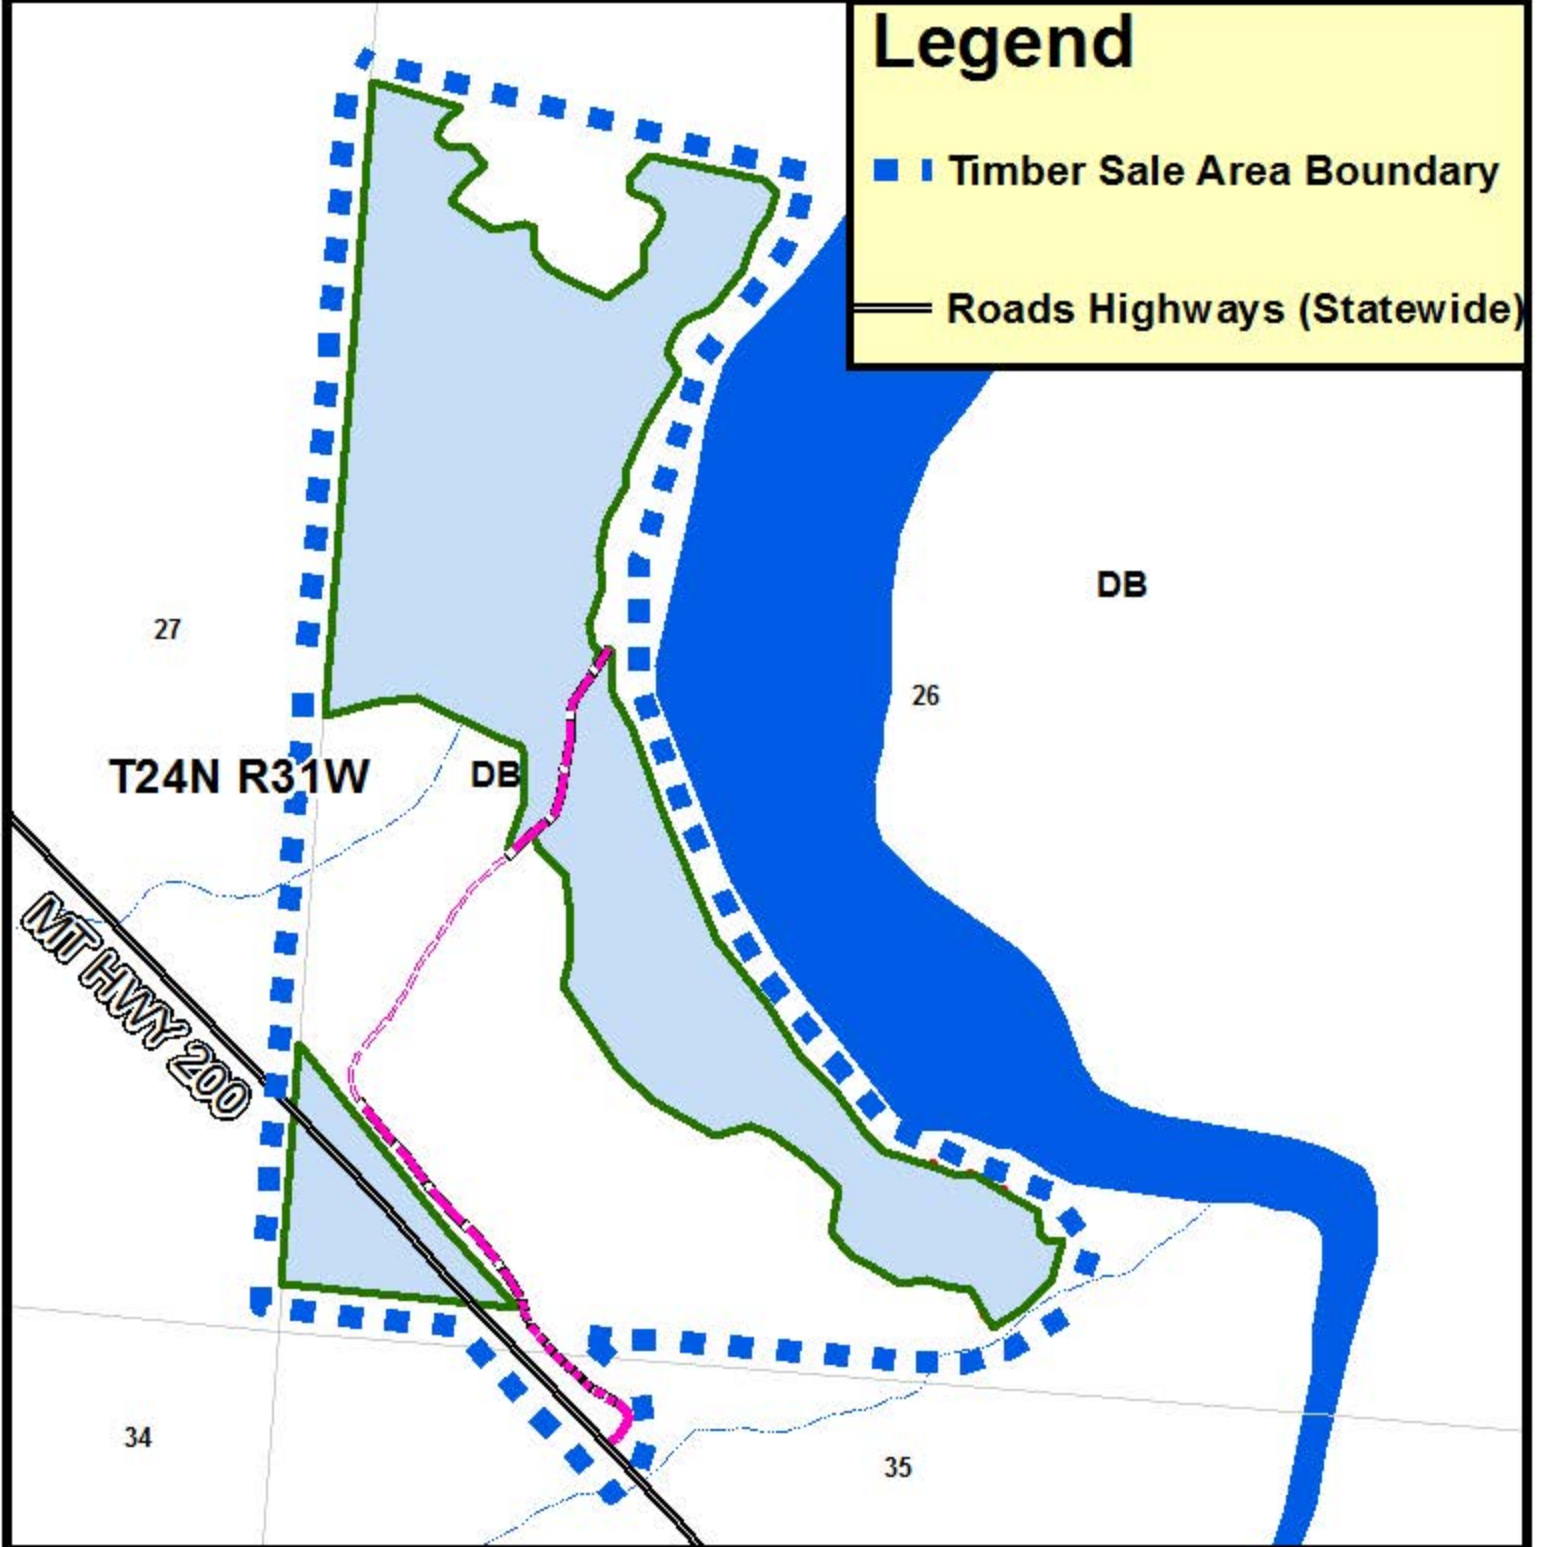 Legend
Timber Sale Area Boundary
Roads Highways (Statewide)
DB
27
26
T24N R31W
DB
MT HWY 200
34
35